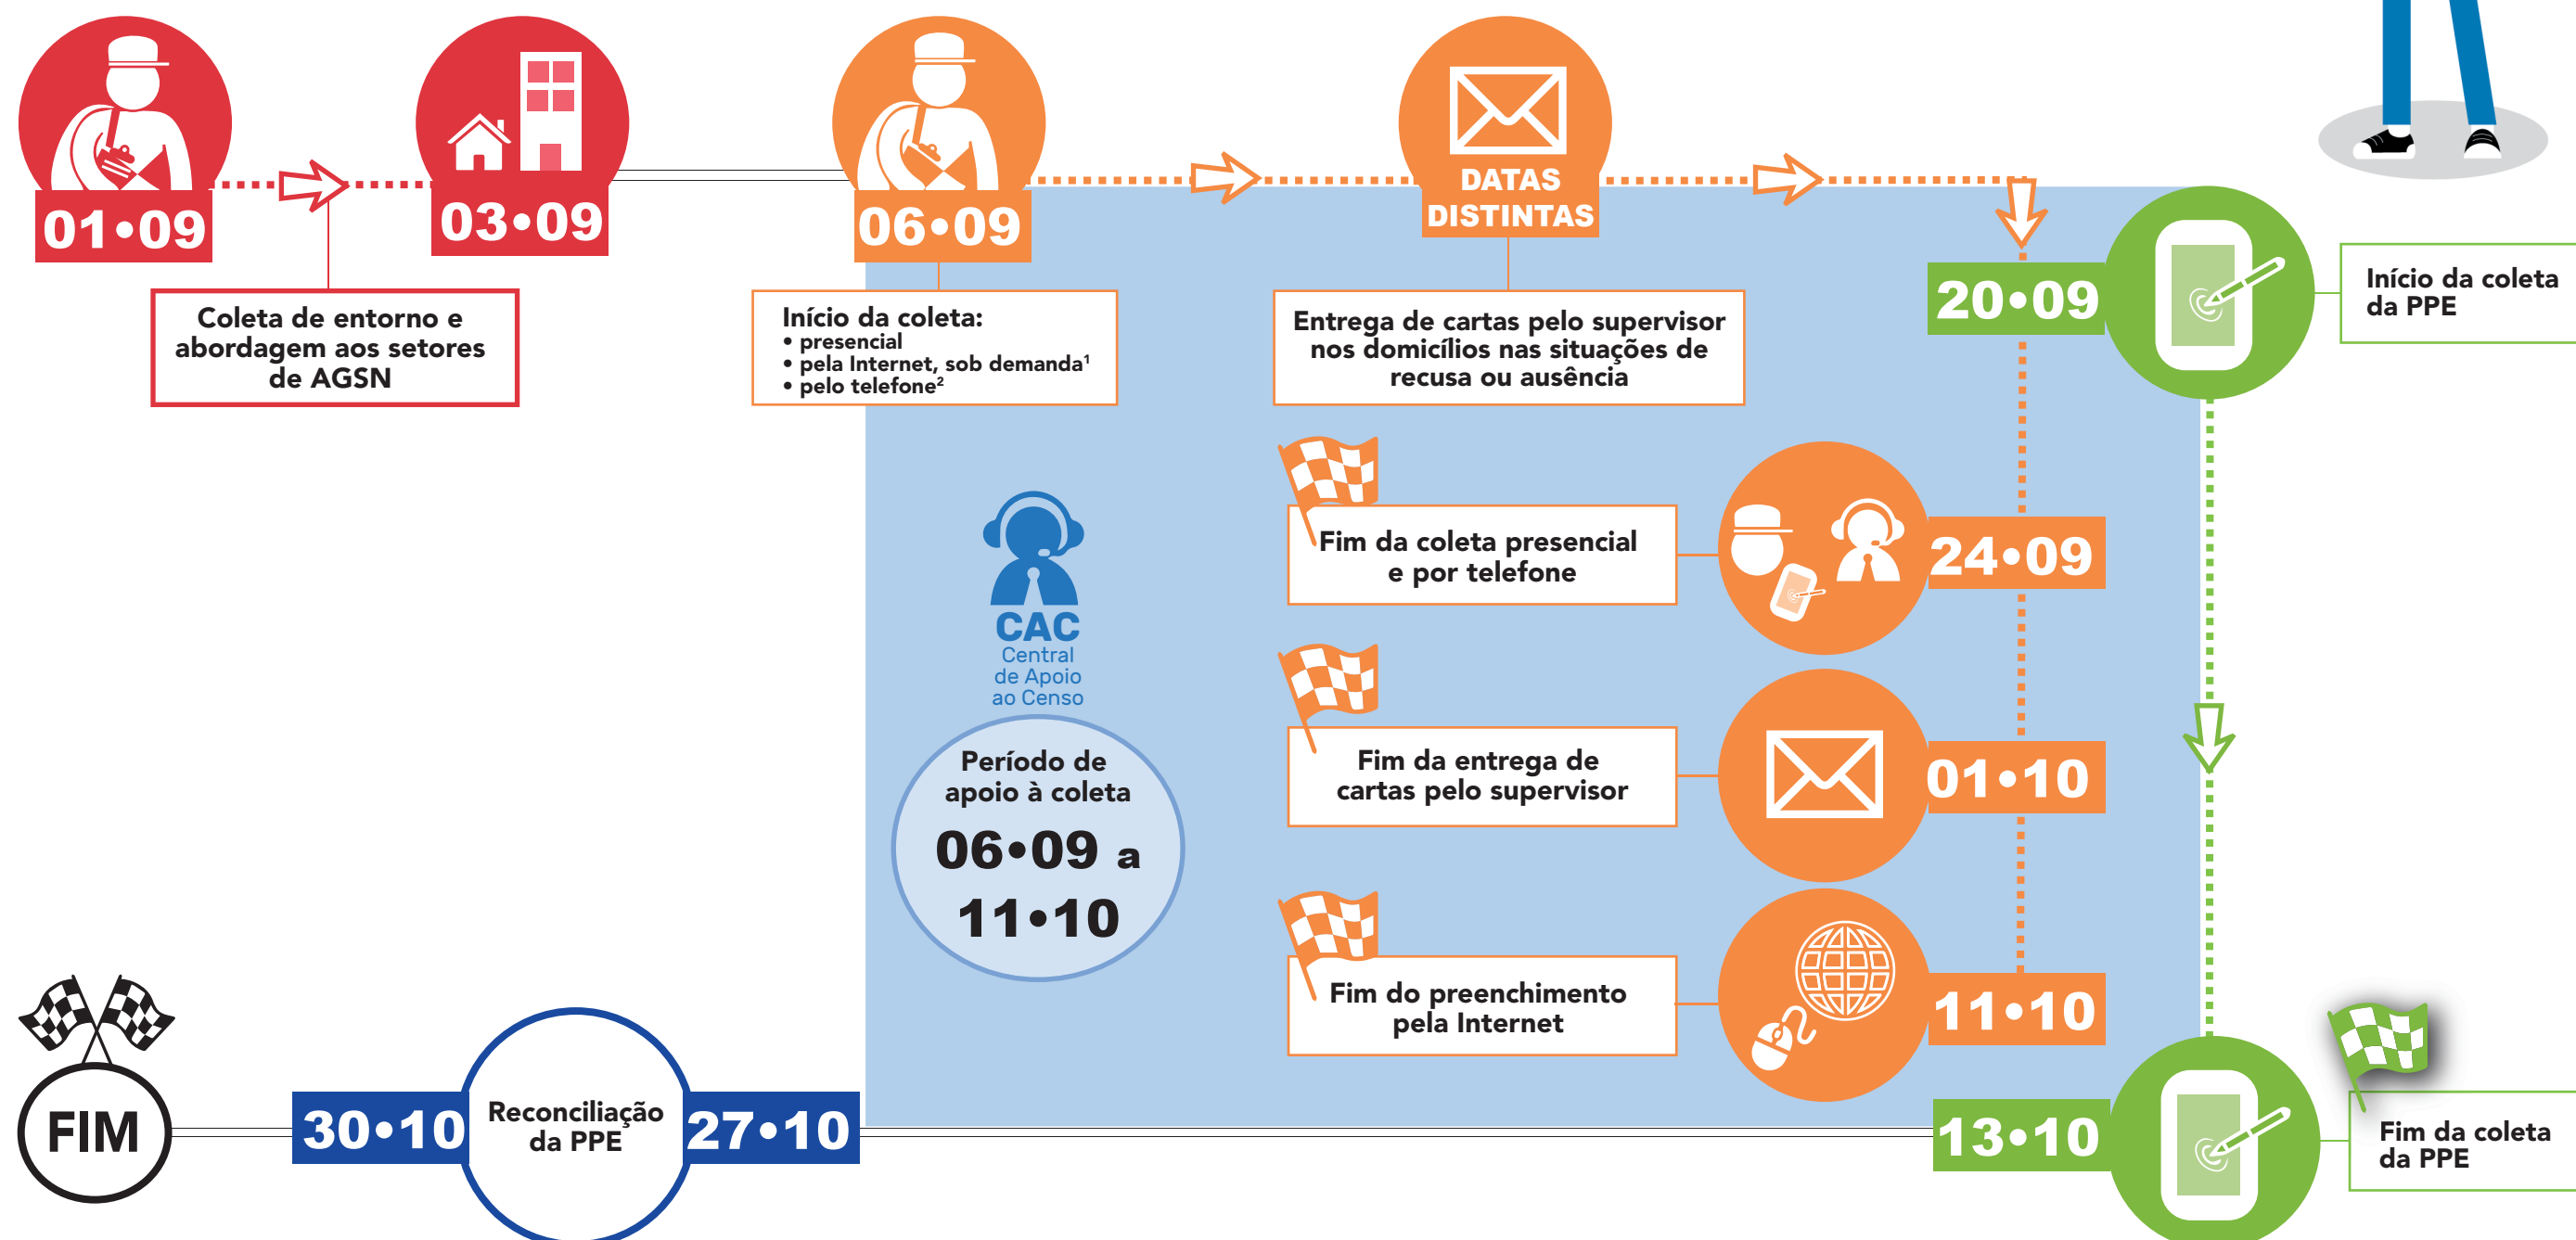 01•09
03•09
Coleta de entorno e
abordagem aos setores
de AGSN
06•09
Início da coleta:
• presencial
• pela Internet, sob demanda¹
• pelo telefone²
DATAS
DISTINTAS
Entrega de cartas pelo supervisor
nos domicílios nas situações de
recusa ou ausência
20•09
Início da coleta
da PPE
Fim da coleta presencial
e por telefone
24•09
CAC
Central
de Apoio
ao Censo
Período de
apoio à coleta
06•09 a
11•10
Fim da entrega de
cartas pelo supervisor
01•10
Fim do preenchimento
pela Internet
11•10
13•10
Fim da coleta
da PPE
27•10
Reconciliação
da PPE
30•10
FIM